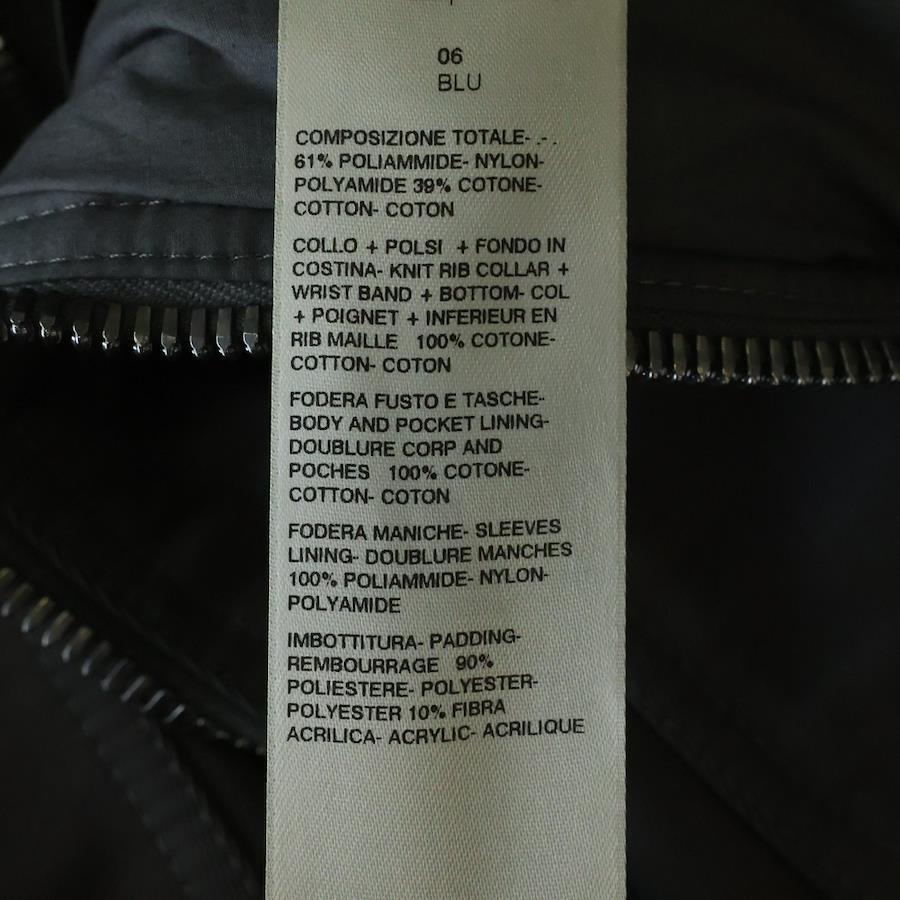 06
BLU
COMPOSIZIONE TOTALE- .- .
61% POLIAMMIDE- NYLON-
POLYAMIDE 39% COTONE-
COTTON- COTON
COLLO + POLSI + FONDO IN
COSTINA- KNIT RIB COLLAR +
WRIST BAND + BOTTOM- COL
+ POIGNET + INFERIEUR EN
RIB MAILLE 100% COTONE-
COTTON- COTON
FODERA FUSTO E TASCHE-
BODY AND POCKET LINING-
DOUBLURE CORP AND
POCHES 100% COTONE-
COTTON- COTON
FODERA MANICHE- SLEEVES
LINING- DOUBLURE MANCHES
100% POLIAMMIDE- NYLON-
POLYAMIDE
IMBOTTITURA- PADDING-
REMBOURRAGE 90%
POLIESTERE- POLYESTER-
POLYESTER 10% FIBRA
ACRILICA- ACRYLIC- ACRILIQUE